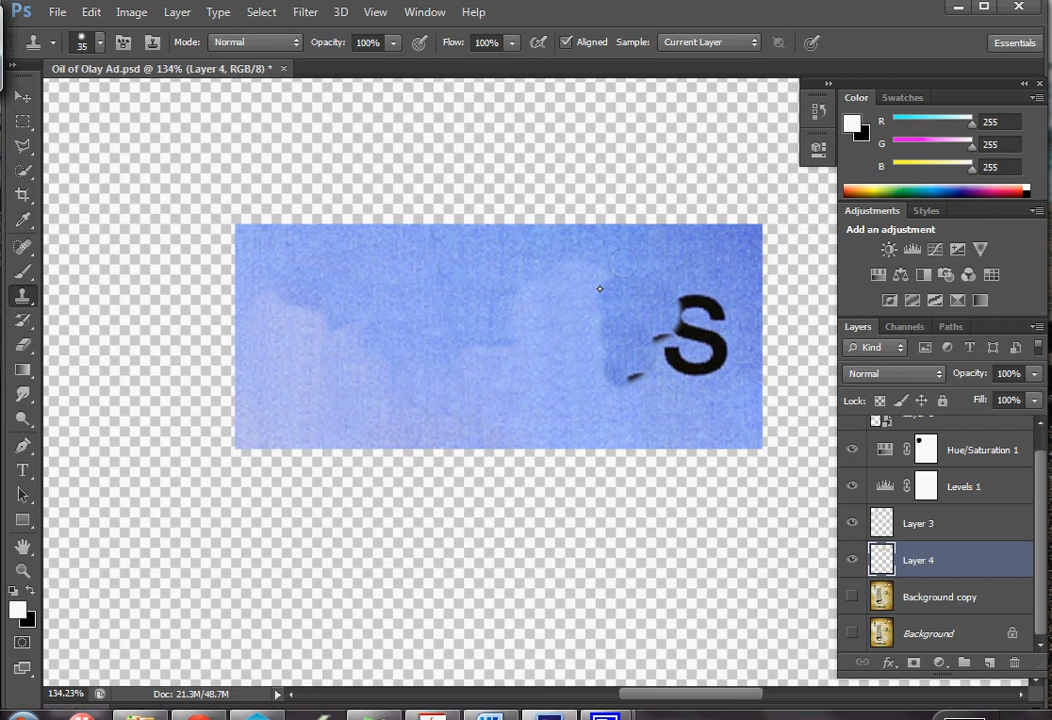 Ps File Edit Image Layer Type Select Filter 3D View Window Help
35 Mode: Normal Opacity: 100% Flow: 100% Aligned Sample: Current Layer Essentials
Oil of Olay Ad.psd @ 134% (Layer 4, RGB/8) * ×
Color Swatches
R 255
G 255
B 255
Adjustments Styles
Add an adjustment
Layers Channels Paths
Kind
Normal Opacity: 100%
Lock: Fill: 100%
Hue/Saturation 1
Levels 1
Layer 3
Layer 4
Background copy
Background
S
134.23% Doc: 21.3M/48.7M